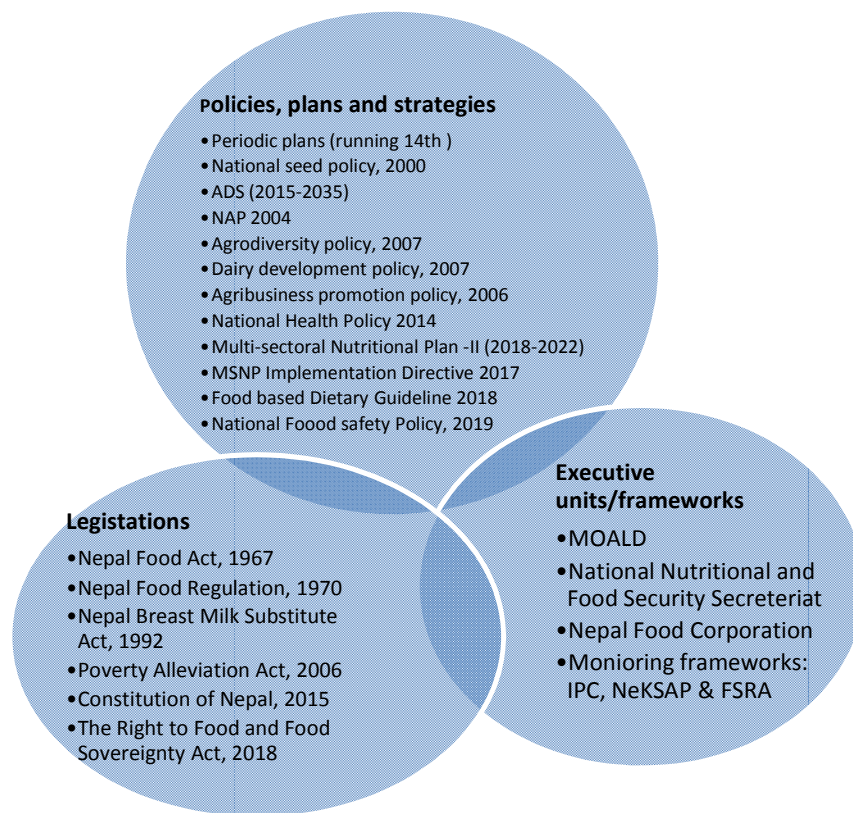 Policies, plans and strategies
•Periodic plans (running 14th )
•National seed policy, 2000
•ADS (2015-2035)
•NAP 2004
•Agrodiversity policy, 2007
•Dairy development policy, 2007
•Agribusiness promotion policy, 2006
•National Health Policy 2014
•Multi-sectoral Nutritional Plan -II (2018-2022)
•MSNP Implementation Directive 2017
•Food based Dietary Guideline 2018
•National Foood safety Policy, 2019
Legistations
•Nepal Food Act, 1967
•Nepal Food Regulation, 1970
•Nepal Breast Milk Substitute
Act, 1992
•Poverty Alleviation Act, 2006
•Constitution of Nepal, 2015
•The Right to Food and Food
Sovereignty Act, 2018
Executive
units/frameworks
•MOALD
•National Nutritional and
Food Security Secreteriat
•Nepal Food Corporation
•Monioring frameworks:
IPC, NeKSAP & FSRA